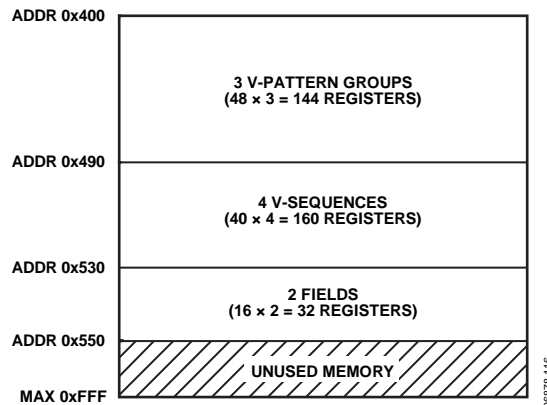 ADDR 0x400
3 V-PATTERN GROUPS
(48 × 3 = 144 REGISTERS)
ADDR 0x490
4 V-SEQUENCES
(40 × 4 = 160 REGISTERS)
ADDR 0x530
2 FIELDS
(16 × 2 = 32 REGISTERS)
ADDR 0x550
UNUSED MEMORY
MAX 0xFFF